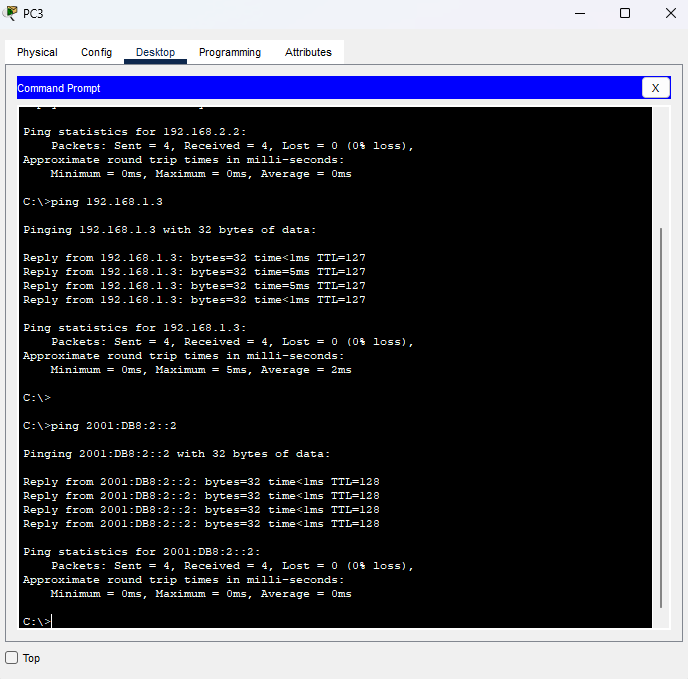 PC3
Physical Config Desktop Programming Attributes
Command Prompt X
Ping statistics for 192.168.2.2:
Packets: Sent = 4, Received = 4, Lost = 0 (0% loss),
Approximate round trip times in milli-seconds:
Minimum = 0ms, Maximum = 0ms, Average = 0ms
C:\>ping 192.168.1.3
Pinging 192.168.1.3 with 32 bytes of data:
Reply from 192.168.1.3: bytes=32 time<1ms TTL=127
Reply from 192.168.1.3: bytes=32 time=5ms TTL=127
Reply from 192.168.1.3: bytes=32 time=5ms TTL=127
Reply from 192.168.1.3: bytes=32 time<1ms TTL=127
Ping statistics for 192.168.1.3:
Packets: Sent = 4, Received = 4, Lost = 0 (0% loss),
Approximate round trip times in milli-seconds:
Minimum = 0ms, Maximum = 5ms, Average = 2ms
C:\>
C:\>ping 2001:DB8:2::2
Pinging 2001:DB8:2::2 with 32 bytes of data:
Reply from 2001:DB8:2::2: bytes=32 time<1ms TTL=128
Reply from 2001:DB8:2::2: bytes=32 time<1ms TTL=128
Reply from 2001:DB8:2::2: bytes=32 time<1ms TTL=128
Reply from 2001:DB8:2::2: bytes=32 time<1ms TTL=128
Ping statistics for 2001:DB8:2::2:
Packets: Sent = 4, Received = 4, Lost = 0 (0% loss),
Approximate round trip times in milli-seconds:
Minimum = 0ms, Maximum = 0ms, Average = 0ms
C:\>
Top